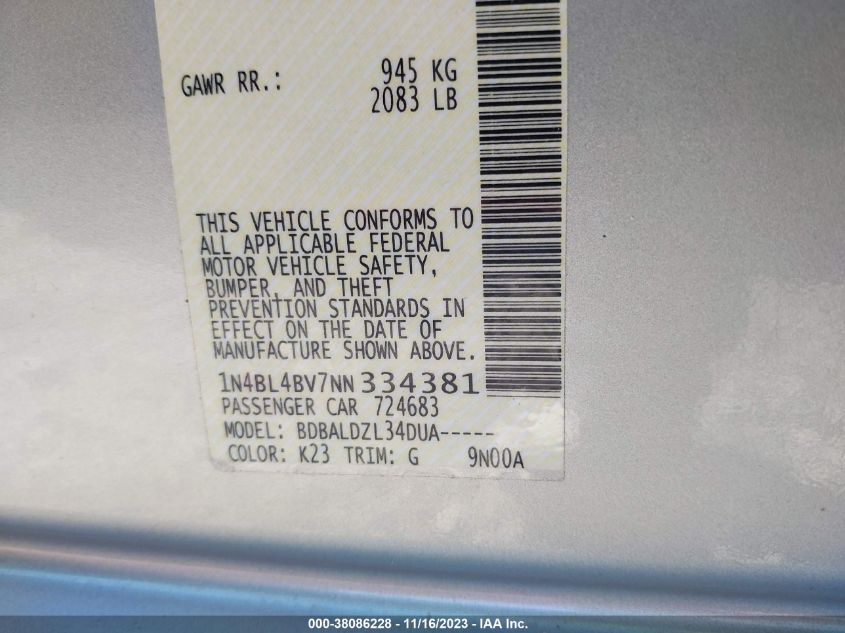 GAWR RR.: 945 KG
2083 LB
THIS VEHICLE CONFORMS TO
ALL APPLICABLE FEDERAL
MOTOR VEHICLE SAFETY,
BUMPER, AND THEFT
PREVENTION STANDARDS IN
EFFECT ON THE DATE OF
MANUFACTURE SHOWN ABOVE.
1N4BL4BV7NN334381
PASSENGER CAR 724683
MODEL: BDBALDZL34DUA-----
COLOR: K23 TRIM: G 9N00A
000-38086228 - 11/16/2023 - IAA Inc.